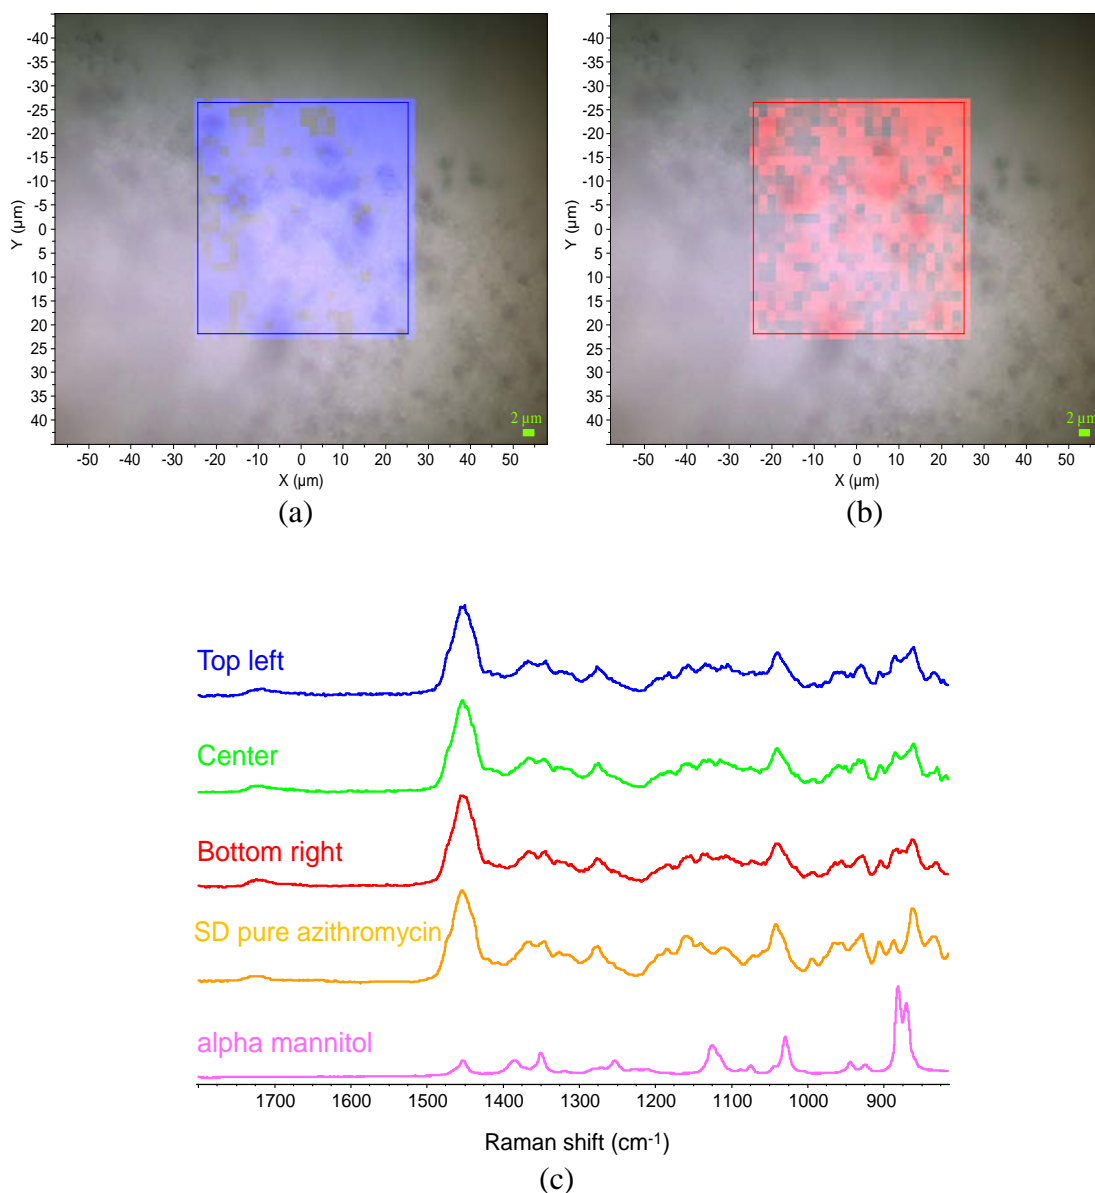 -40
-35
-30
-25
-20
-15
-10
-5
0
5
10
15
20
25
30
35
40
Y (µm)
2 µm
-50 -40 -30 -20 -10 0 10 20 30 40 50
X (µm)
(a)
-40
-35
-30
-25
-20
-15
-10
-5
0
5
10
15
20
25
30
35
40
Y (µm)
2 µm
-50 -40 -30 -20 -10 0 10 20 30 40 50
X (µm)
(b)
Top left
Center
Bottom right
SD pure azithromycin
alpha mannitol
1700 1600 1500 1400 1300 1200 1100 1000 900
Raman shift (cm-1)
(c)